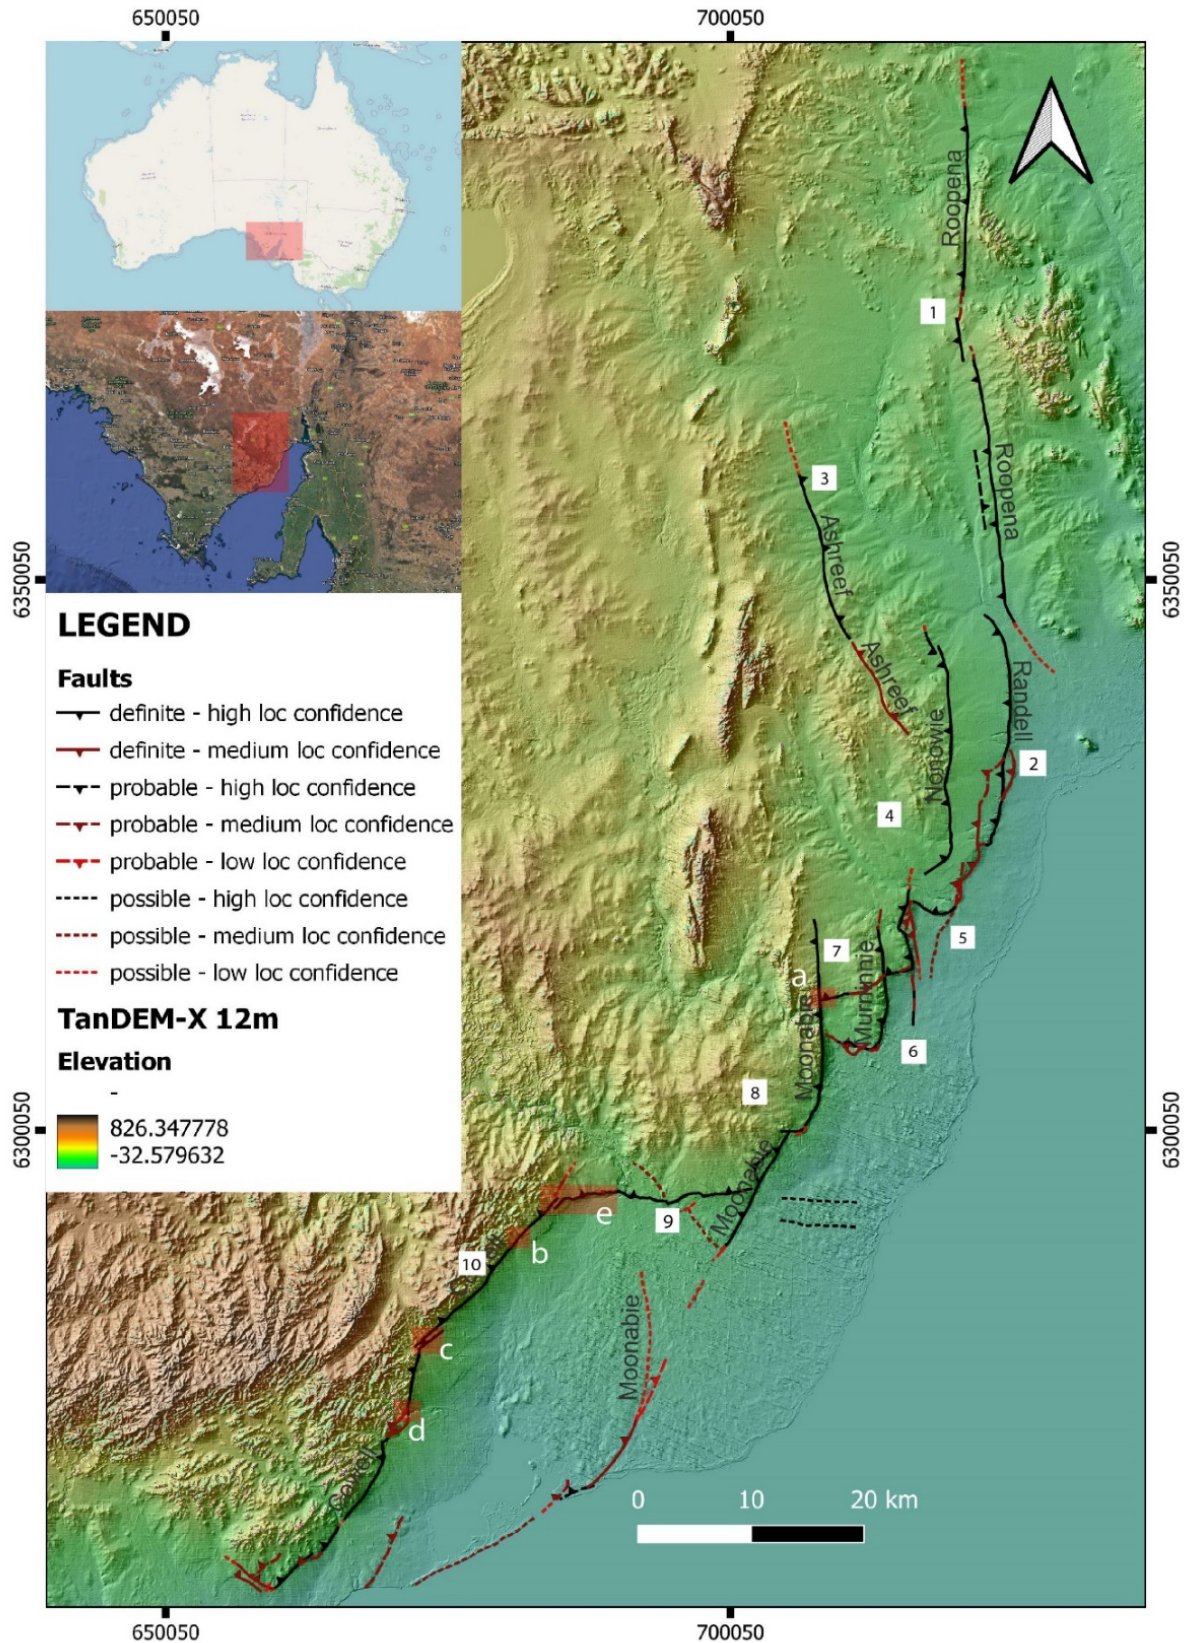 650050
700050
6350050
6350050
6300050
6300050
LEGEND
Faults
definite - high loc confidence
definite - medium loc confidence
probable - high loc confidence
probable - medium loc confidence
probable - low loc confidence
possible - high loc confidence
possible - medium loc confidence
possible - low loc confidence
TanDEM-X 12m
Elevation
-
826.347778
-32.579632
Roopena
1
Roopena
3
Ashreef
Ashreef
Randell
Nonowie
2
4
5
7
a
Murninnie
Moonabie
6
8
Moonabie
e
9
b
10
Moonabie
c
d
Cowell
0 10 20 km
650050
700050